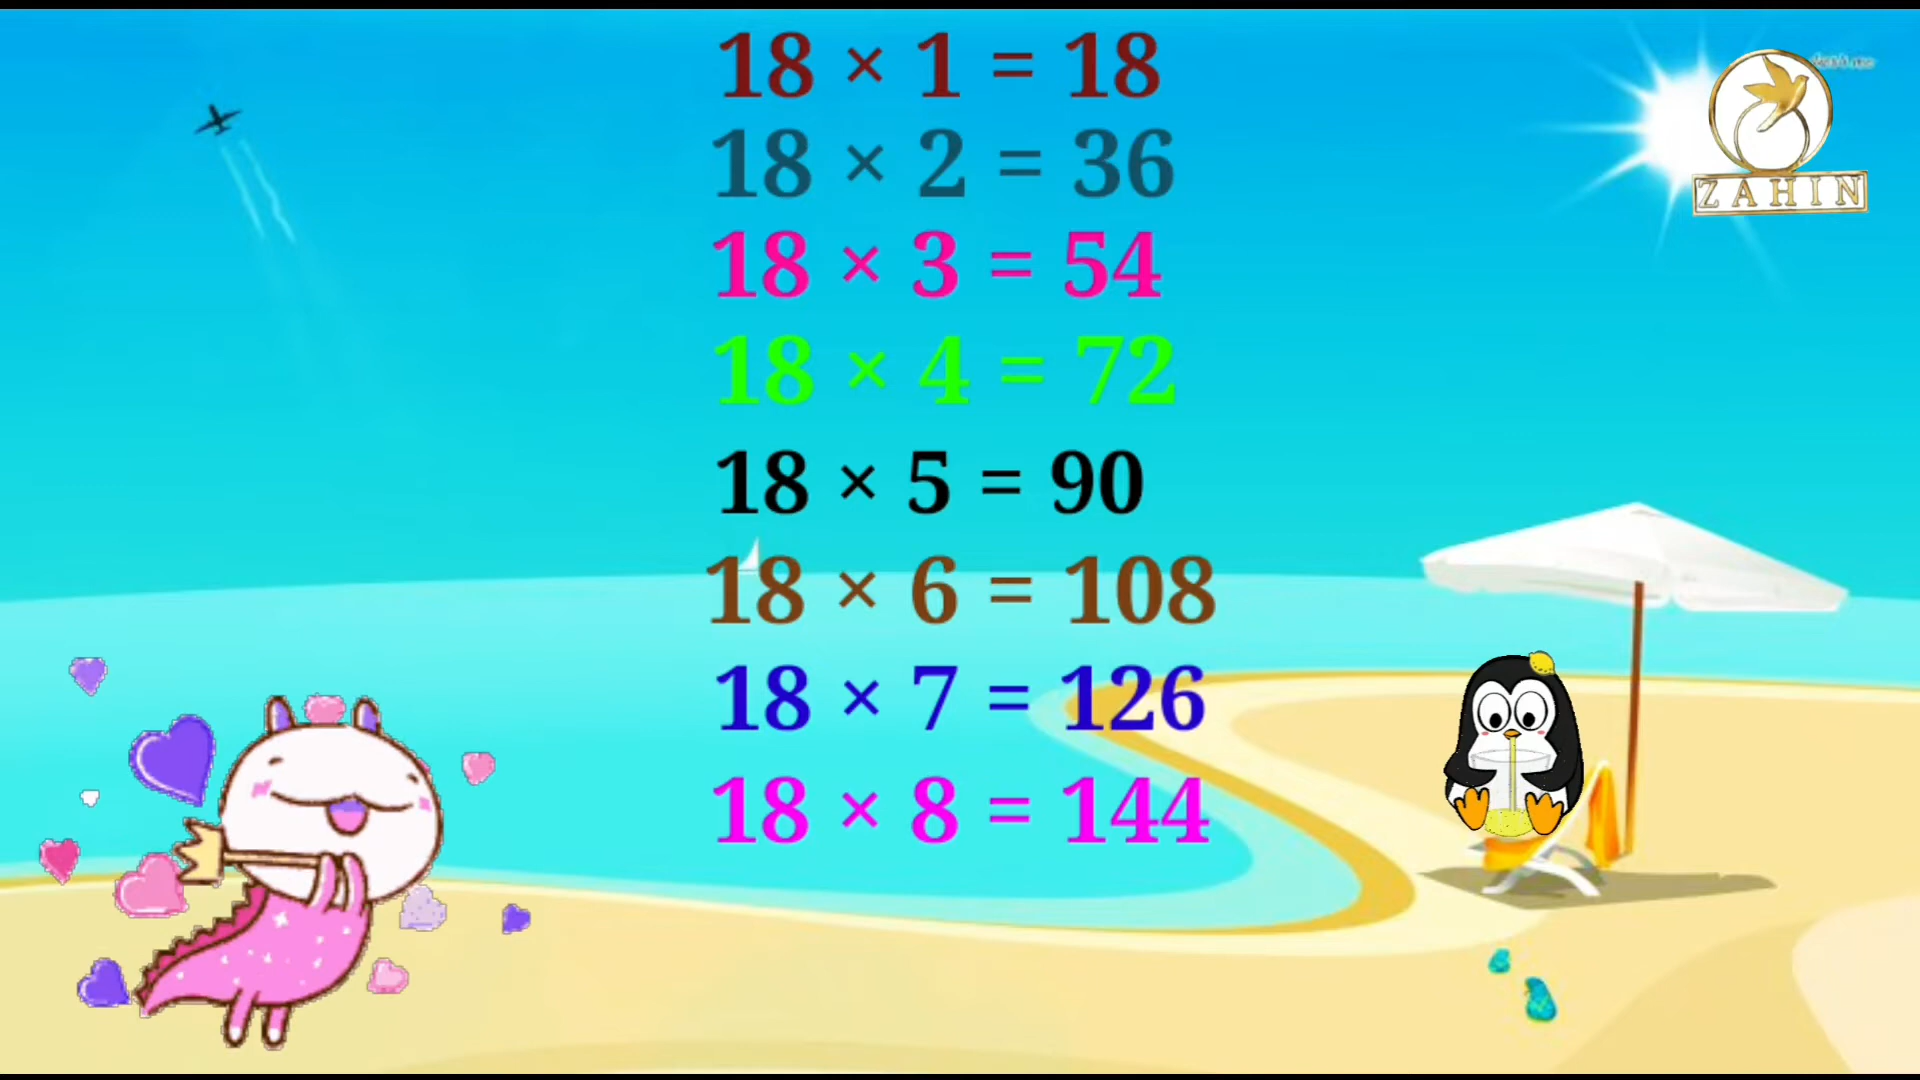 18 × 1 = 18
18 × 2 = 36
18 × 3 = 54
18 × 4 = 72
18 × 5 = 90
18 × 6 = 108
18 × 7 = 126
18 × 8 = 144
ZAHIN